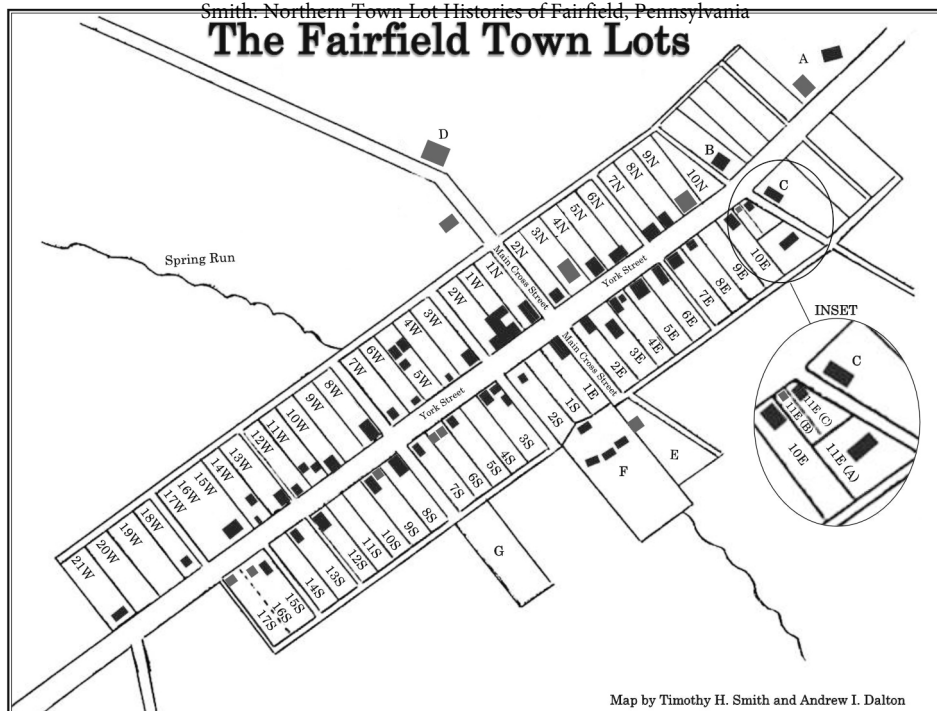 Smith: Northern Town Lot Histories of Fairfield, Pennsylvania
The Fairfield Town Lots
A
D
B
C
9N
8N
7N
10N
6N
5N
4N
3N
2N
Main Cross Street
York Street
1N
1W
2W
3W
4W
5W
6W
7W
8W
9W
10W
11W
12W
13W
14W
15W
16W
17W
18W
19W
20W
21W
Spring Run
York Street
Main Cross Street
10E
9E
8E
7E
6E
5E
4E
3E
2E
1E
1S
2S
3S
4S
5S
6S
7S
8S
9S
10S
11S
12S
13S
14S
15S
16S
17S
E
F
G
INSET
C
11E (C)
11E (B)
10E
11E (A)
Map by Timothy H. Smith and Andrew I. Dalton